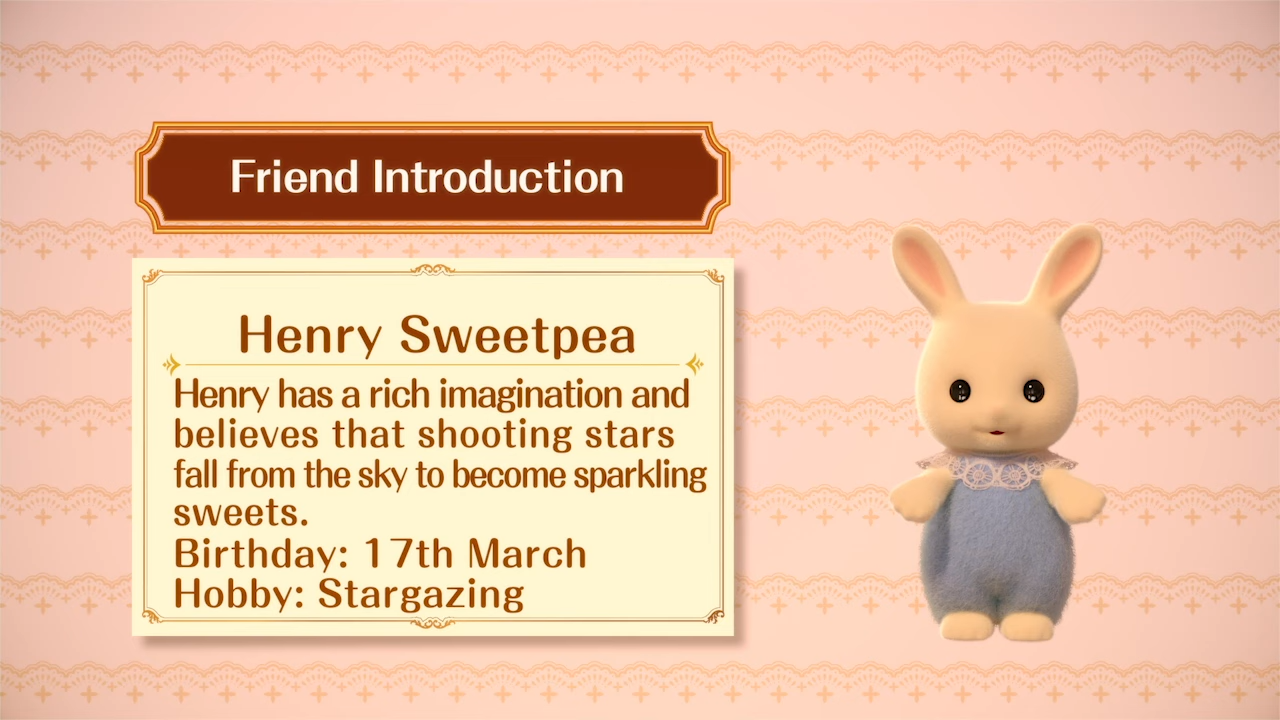 Friend Introduction
Henry Sweetpea
Henry has a rich imagination and
believes that shooting stars
fall from the sky to become sparkling
sweets.
Birthday: 17th March
Hobby: Stargazing